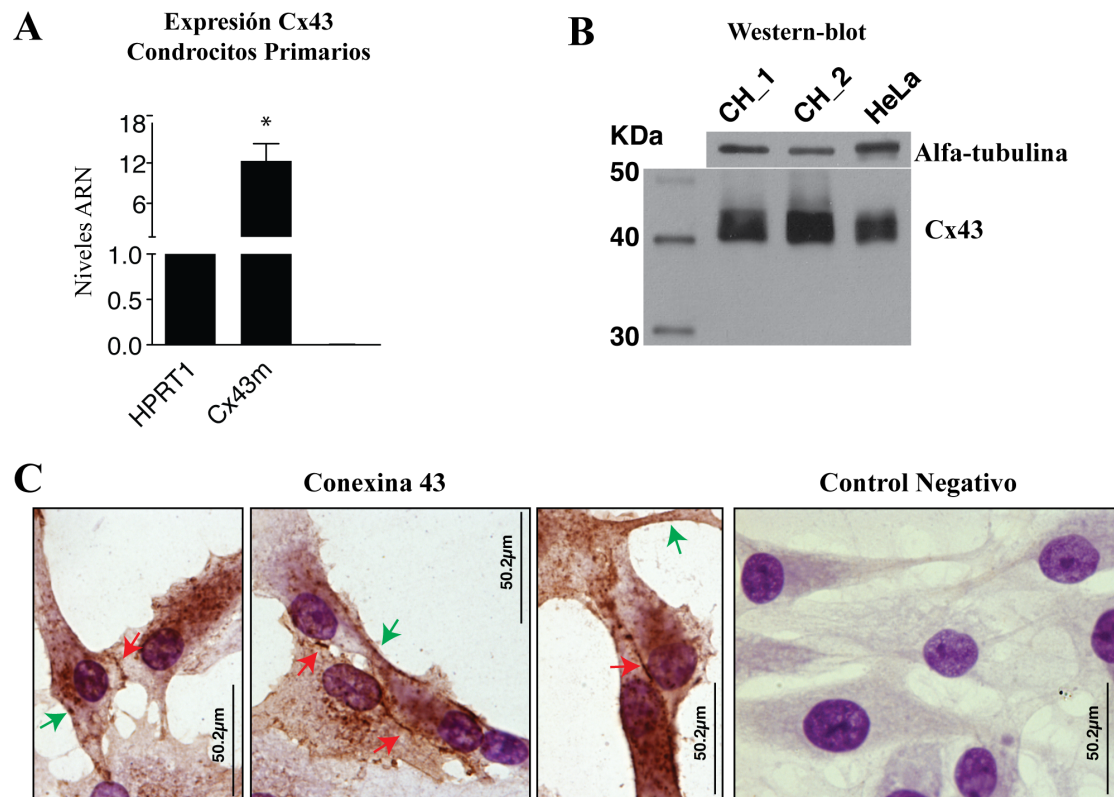 A
Expresión Cx43
Condrocitos Primarios
Niveles ARN
18
12
6
1.0
0.5
0.0
*
HPRT1
Cx43m
B
Western-blot
CH_1
CH_2
HeLa
KDa
Alfa-tubulina
50
Cx43
40
30
C
Conexina 43
Control Negativo
50.2µm
50.2µm
50.2µm
50.2µm